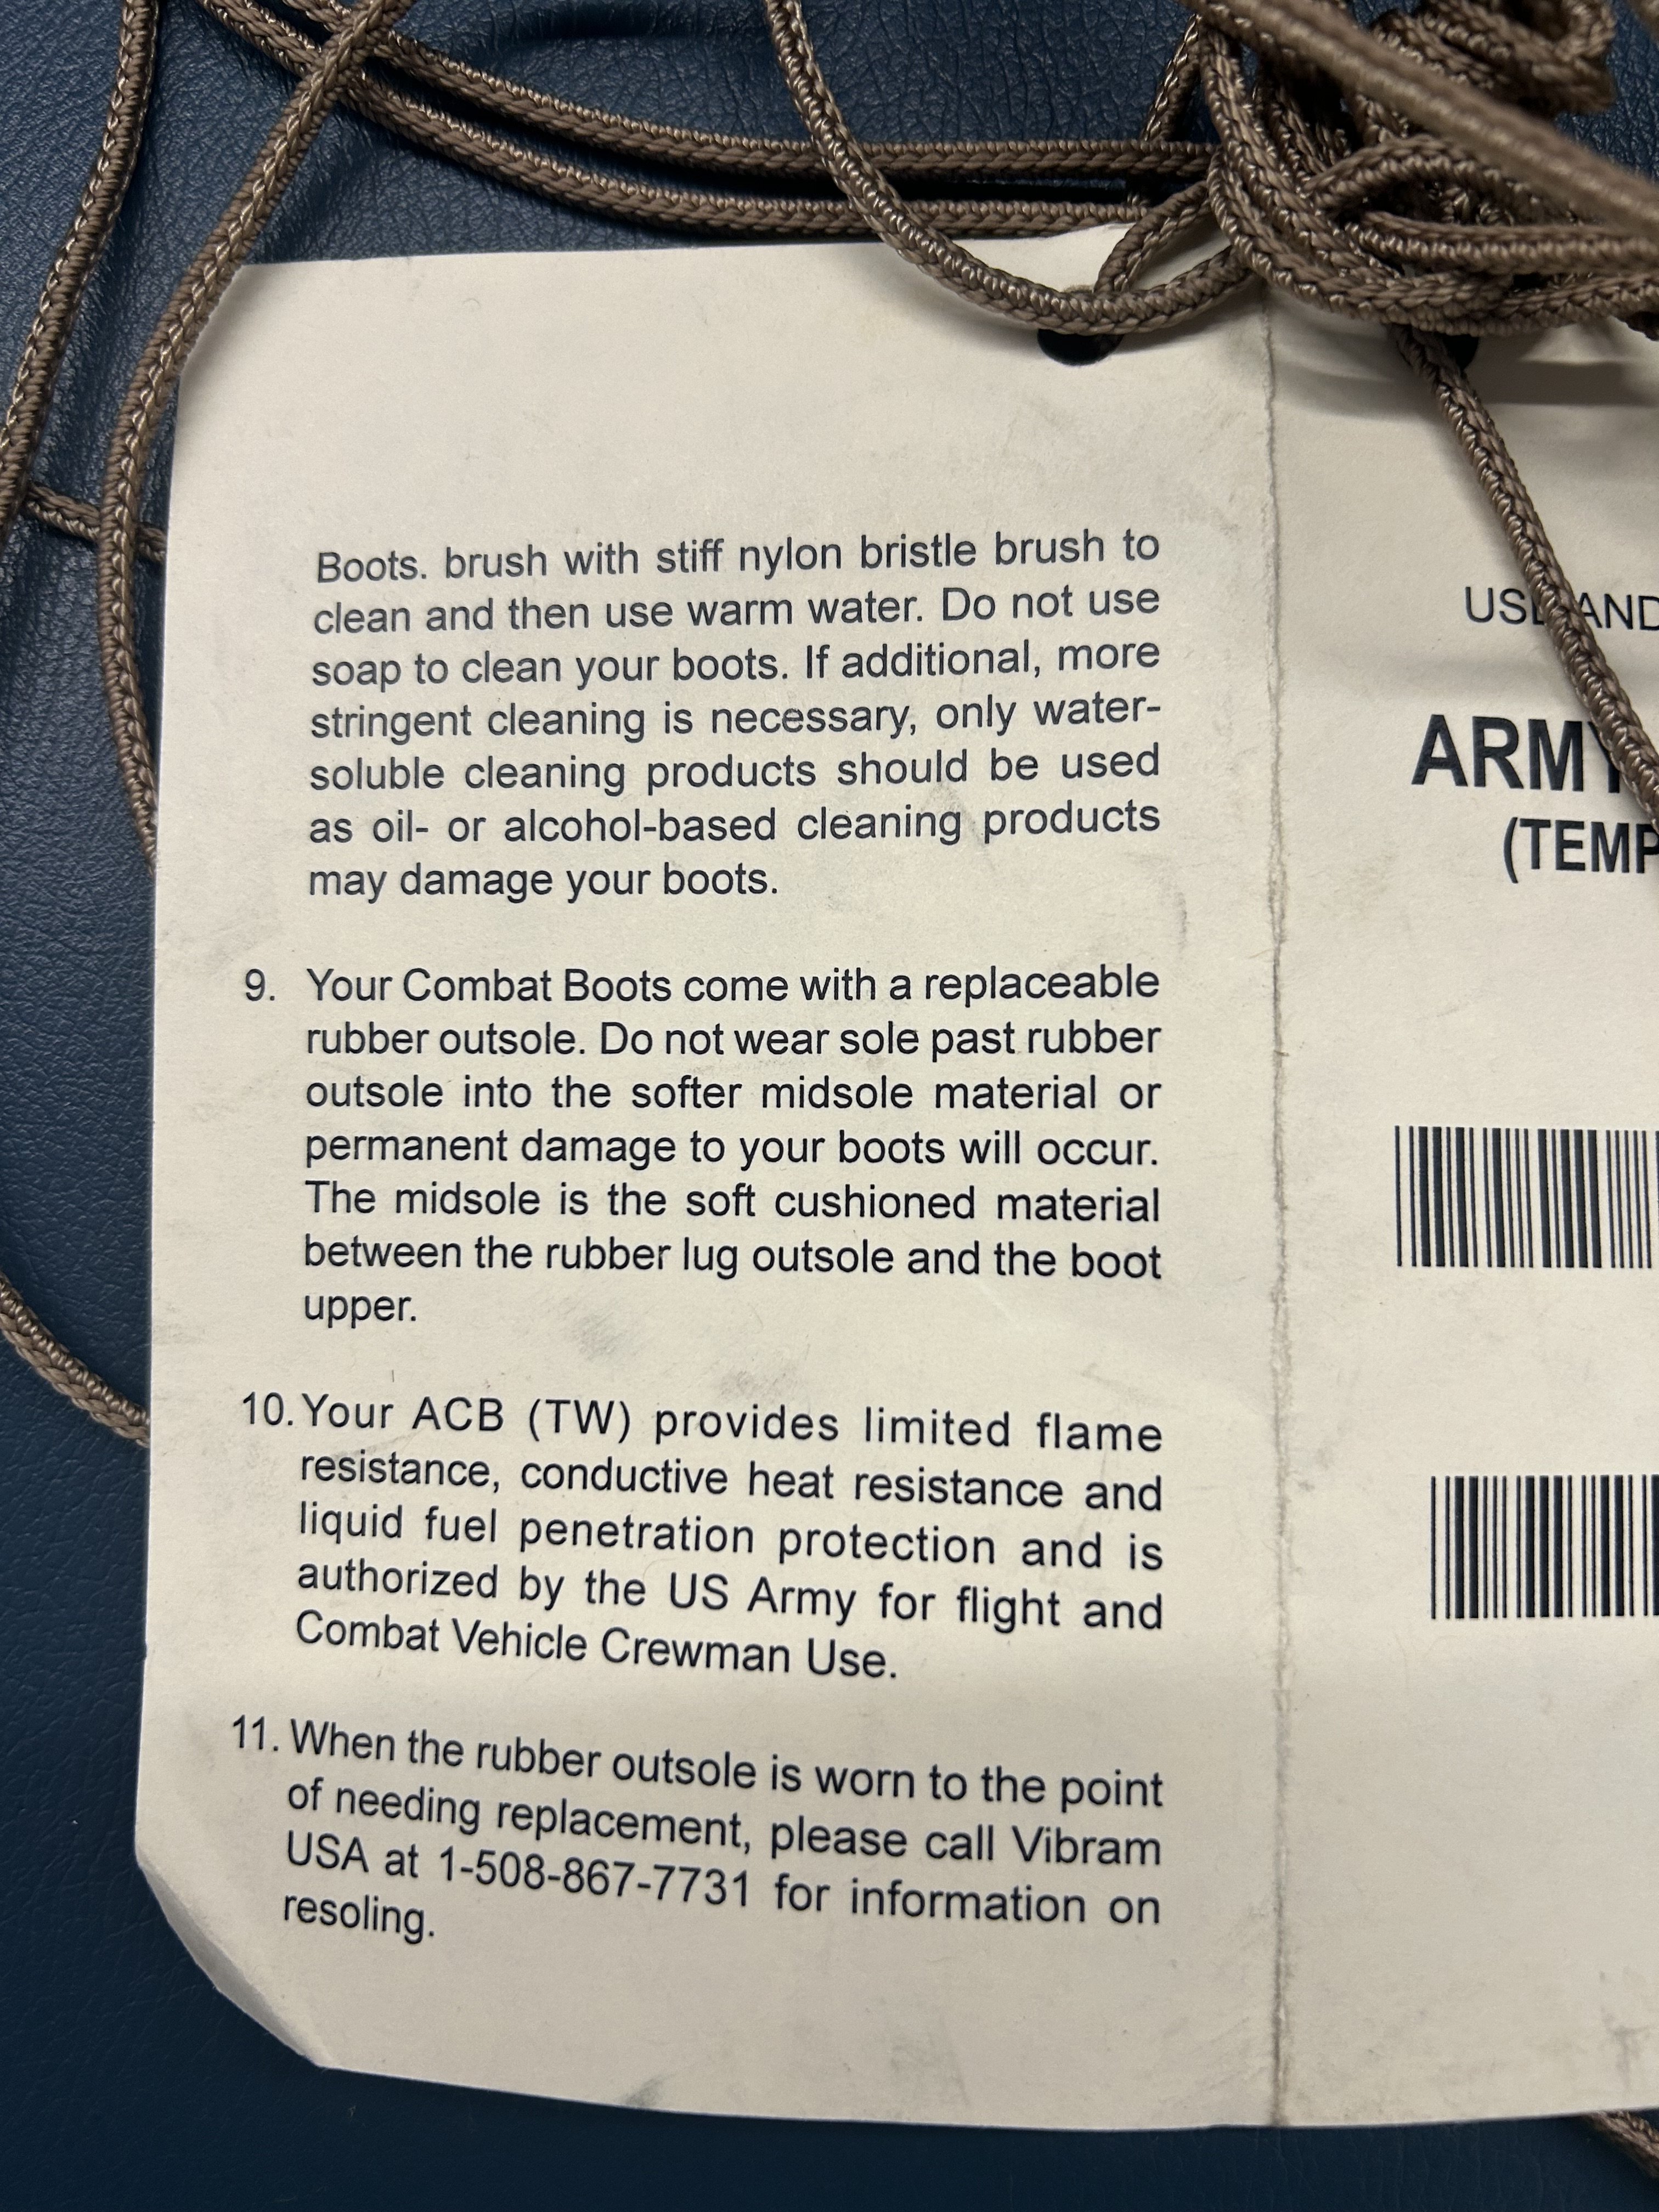 Boots. brush with stiff nylon bristle brush to
clean and then use warm water. Do not use
soap to clean your boots. If additional, more
stringent cleaning is necessary, only water-
soluble cleaning products should be used
as oil- or alcohol-based cleaning products
may damage your boots.
9. Your Combat Boots come with a replaceable
rubber outsole. Do not wear sole past rubber
outsole into the softer midsole material or
permanent damage to your boots will occur.
The midsole is the soft cushioned material
between the rubber lug outsole and the boot
upper.
10. Your ACB (TW) provides limited flame
resistance, conductive heat resistance and
liquid fuel penetration protection and is
authorized by the US Army for flight and
Combat Vehicle Crewman Use.
11. When the rubber outsole is worn to the point
of needing replacement, please call Vibram
USA at 1-508-867-7731 for information on
resoling.
USE AND
ARMY
(TEMP